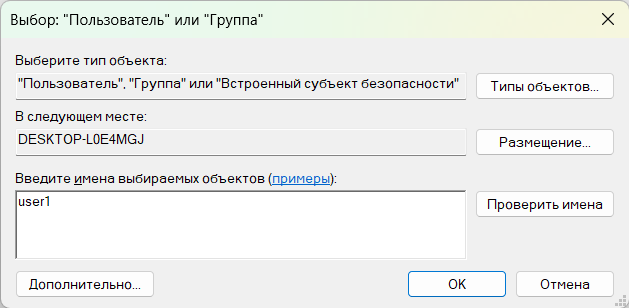 Выбор: "Пользователь" или "Группа"
Выберите тип объекта:
"Пользователь", "Группа" или "Встроенный субъект безопасности"
Типы объектов...
В следующем месте:
DESKTOP-L0E4MGJ
Размещение...
Введите имена выбираемых объектов (примеры):
user1
Проверить имена
Дополнительно...
ОК
Отмена